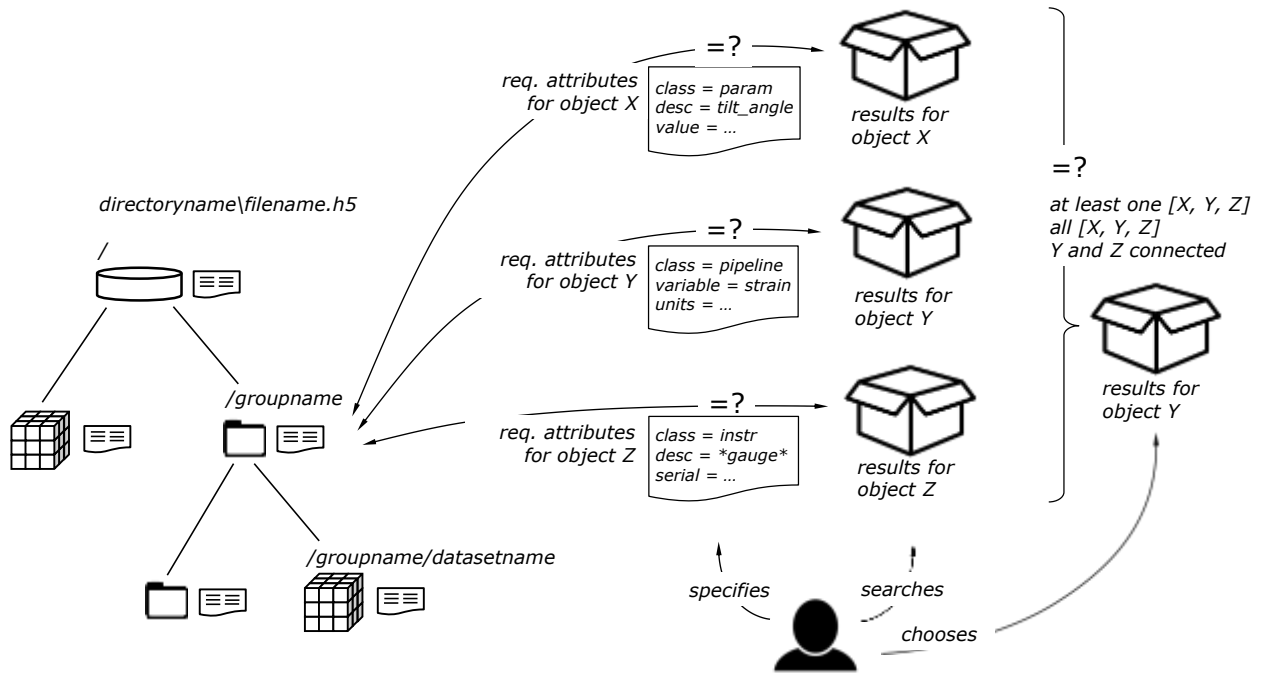 =?
req. attributes
for object X
class = param
desc = tilt_angle
value = ...
results for
object X
=?
at least one [X, Y, Z]
all [X, Y, Z]
Y and Z connected
directoryname\filename.h5
/
=?
req. attributes
for object Y
class = pipeline
variable = strain
units = ...
results for
object Y
/groupname
=?
req. attributes
for object Z
class = instr
desc = *gauge*
serial = ...
results for
object Z
results for
object Y
/groupname/datasetname
specifies
searches
chooses